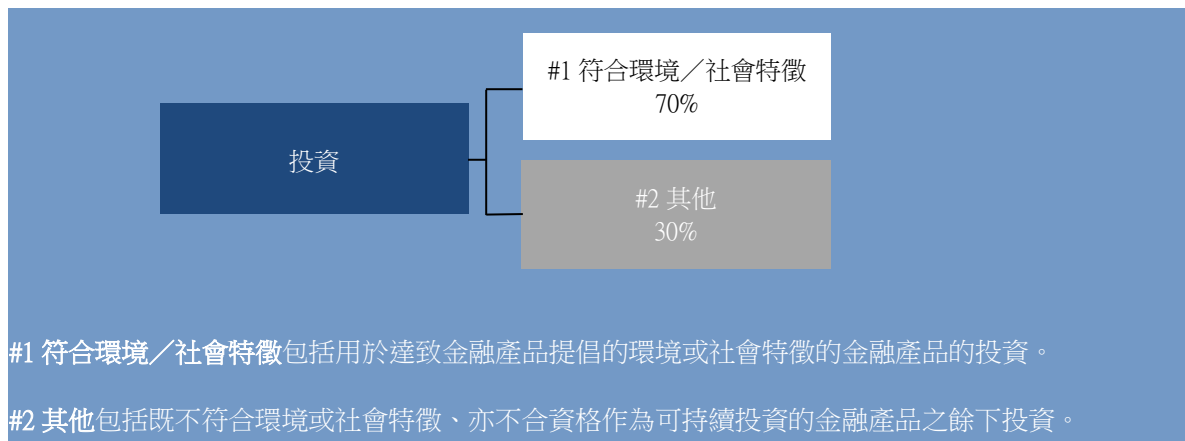 #1 符合環境／社會特徵
70%
投資
#2 其他
30%
#1 符合環境／社會特徵包括用於達致金融產品提倡的環境或社會特徵的金融產品的投資。
#2 其他包括既不符合環境或社會特徵、亦不合資格作為可持續投資的金融產品之餘下投資。